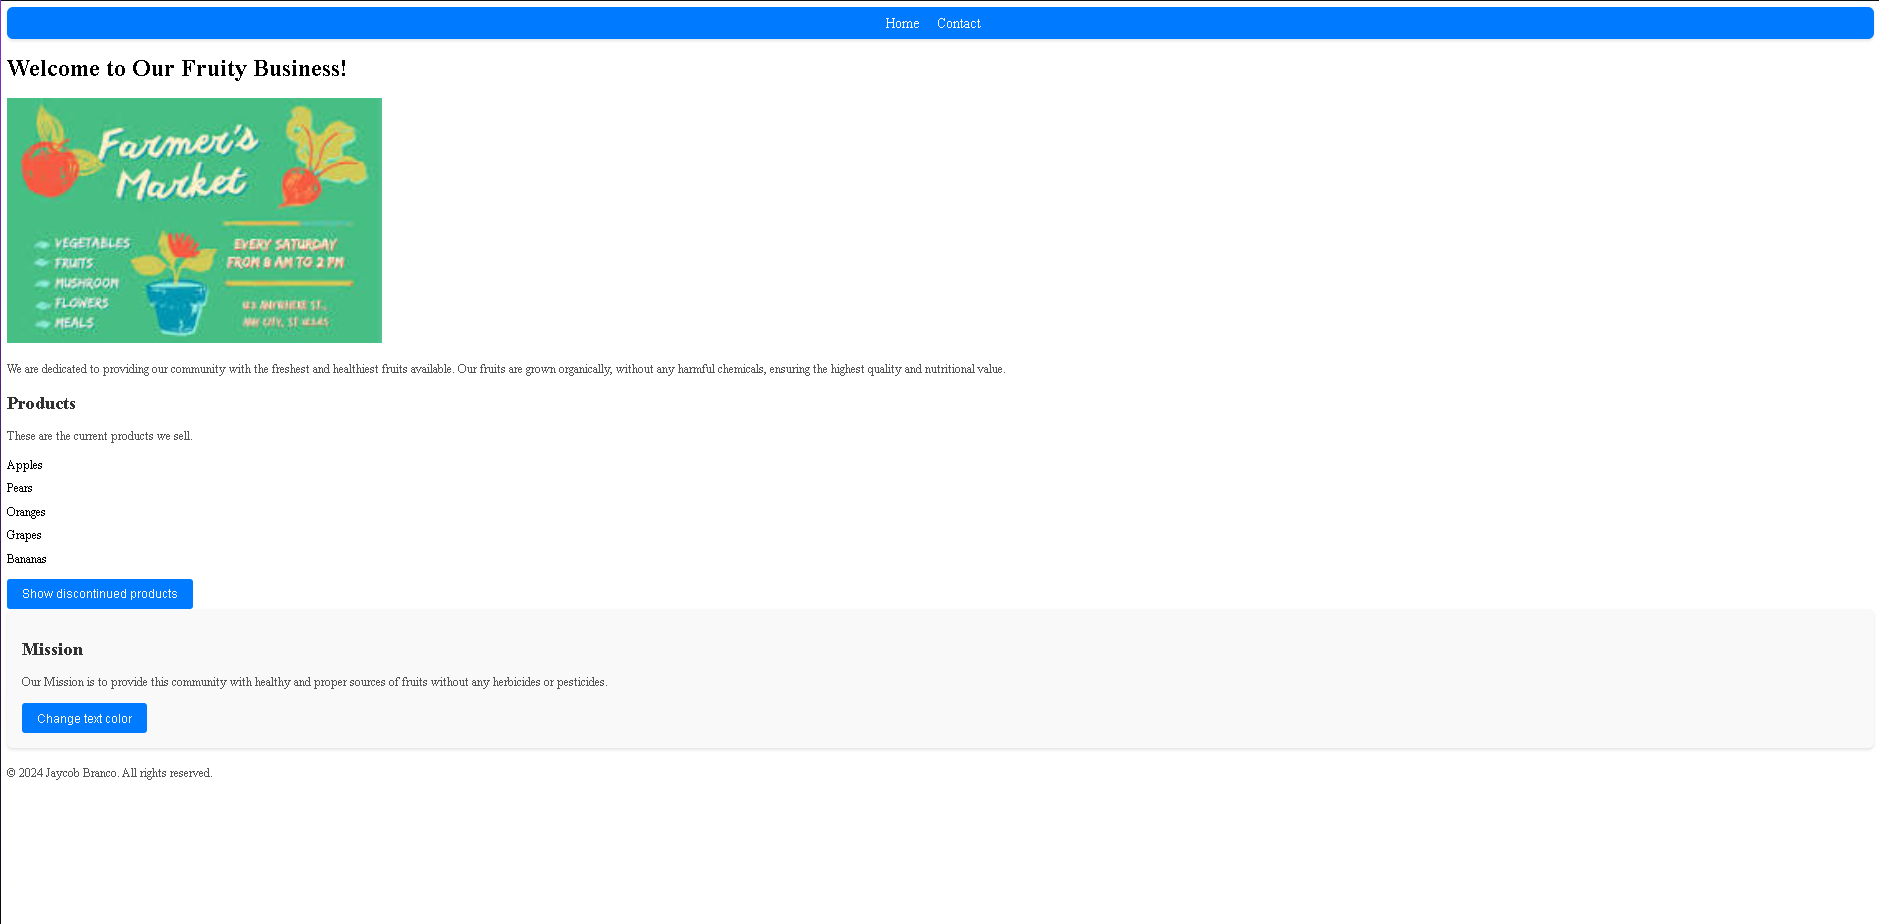 Home Contact
Welcome to Our Fruity Business!
Farmer's
Market
VEGETABLES
FRUITS
MUSHROOM
FLOWERS
MEALS
EVERY SATURDAY
FROM 8 AM TO 2 PM
123 ANYWHERE ST.,
ANY CITY, ST 12345
We are dedicated to providing our community with the freshest and healthiest fruits available. Our fruits are grown organically, without any harmful chemicals, ensuring the highest quality and nutritional value.
Products
These are the current products we sell.
Apples
Pears
Oranges
Grapes
Bananas
Show discontinued products
Mission
Our Mission is to provide this community with healthy and proper sources of fruits without any herbicides or pesticides.
Change text color
© 2024 Jaycob Branco. All rights reserved.